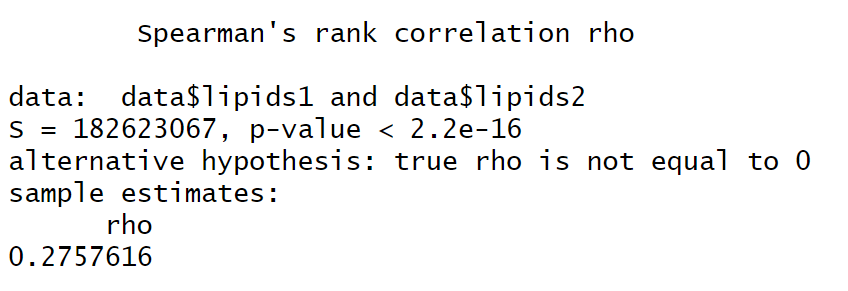 Spearman's rank correlation rho
data:  data$lipids1 and data$lipids2
S = 182623067, p-value < 2.2e-16
alternative hypothesis: true rho is not equal to 0
sample estimates:
rho
0.2757616